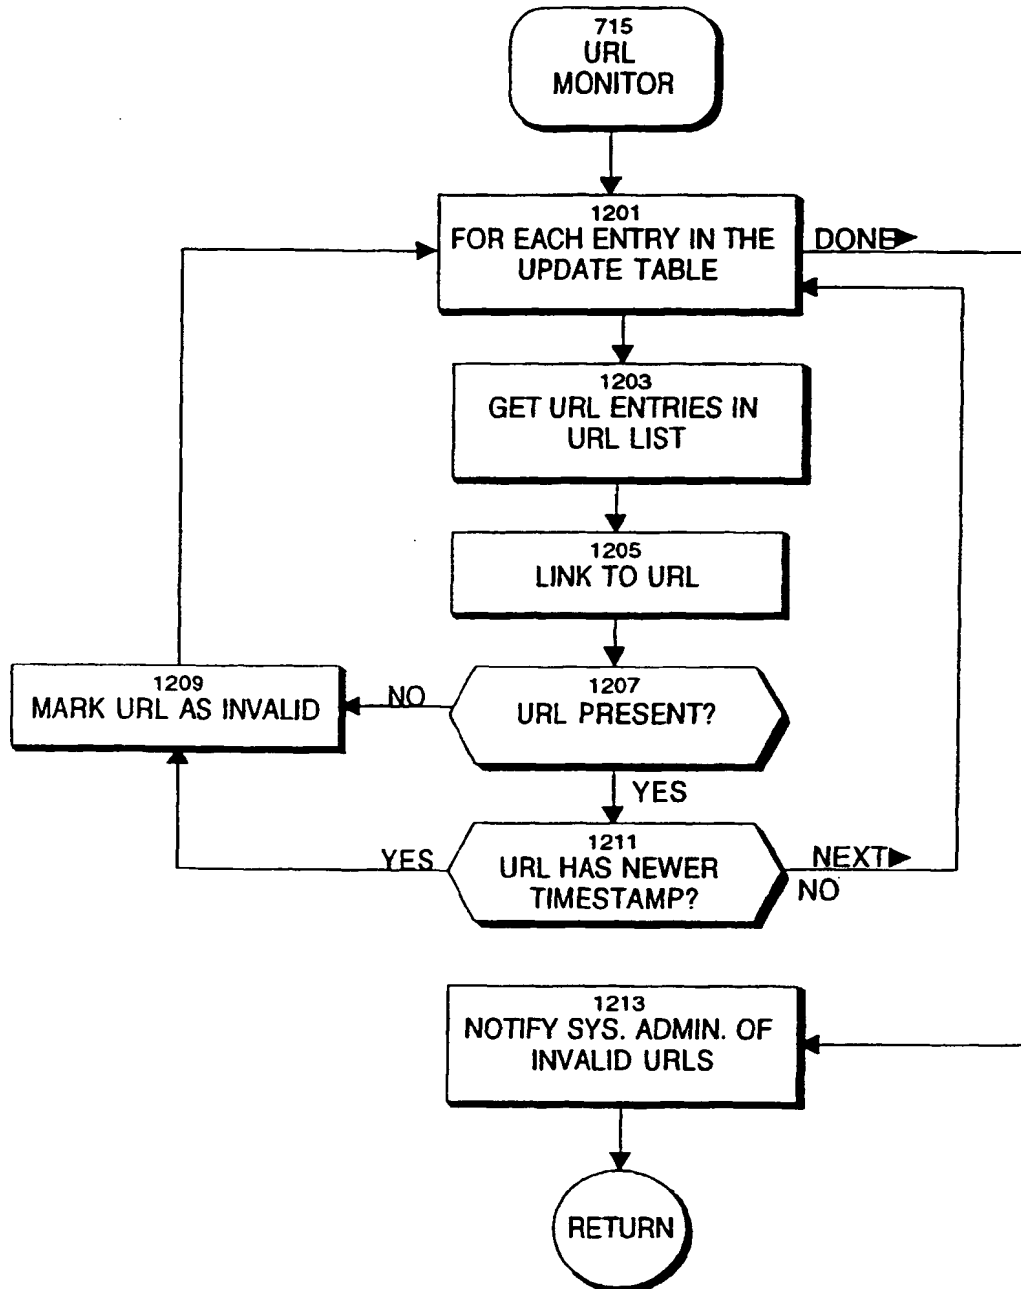 715
URL
MONITOR
1201
FOR EACH ENTRY IN THE
UPDATE TABLE
DONE
1203
GET URL ENTRIES IN
URL LIST
1205
LINK TO URL
1207
URL PRESENT?
NO
1209
MARK URL AS INVALID
YES
1211
URL HAS NEWER
TIMESTAMP?
YES
NEXT
NO
1213
NOTIFY SYS. ADMIN. OF
INVALID URLS
RETURN